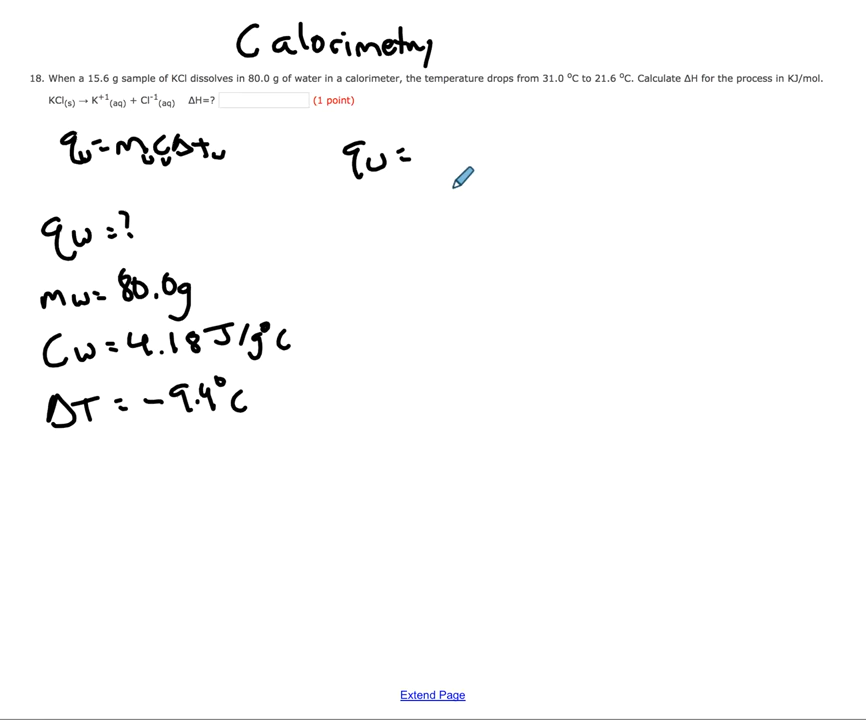 Calorimetry
18. When a 15.6 g sample of KCl dissolves in 80.0 g of water in a calorimeter, the temperature drops from 31.0 ⁰C to 21.6 ⁰C. Calculate ΔH for the process in KJ/mol.
KCl(s) → K⁺¹(aq) + Cl⁻¹(aq) ΔH=? (1 point)
qw=mwcwΔtw
qw=
qw=?
mw=80.0g
Cw=4.18J/g°C
ΔT=-9.4°C
Extend Page